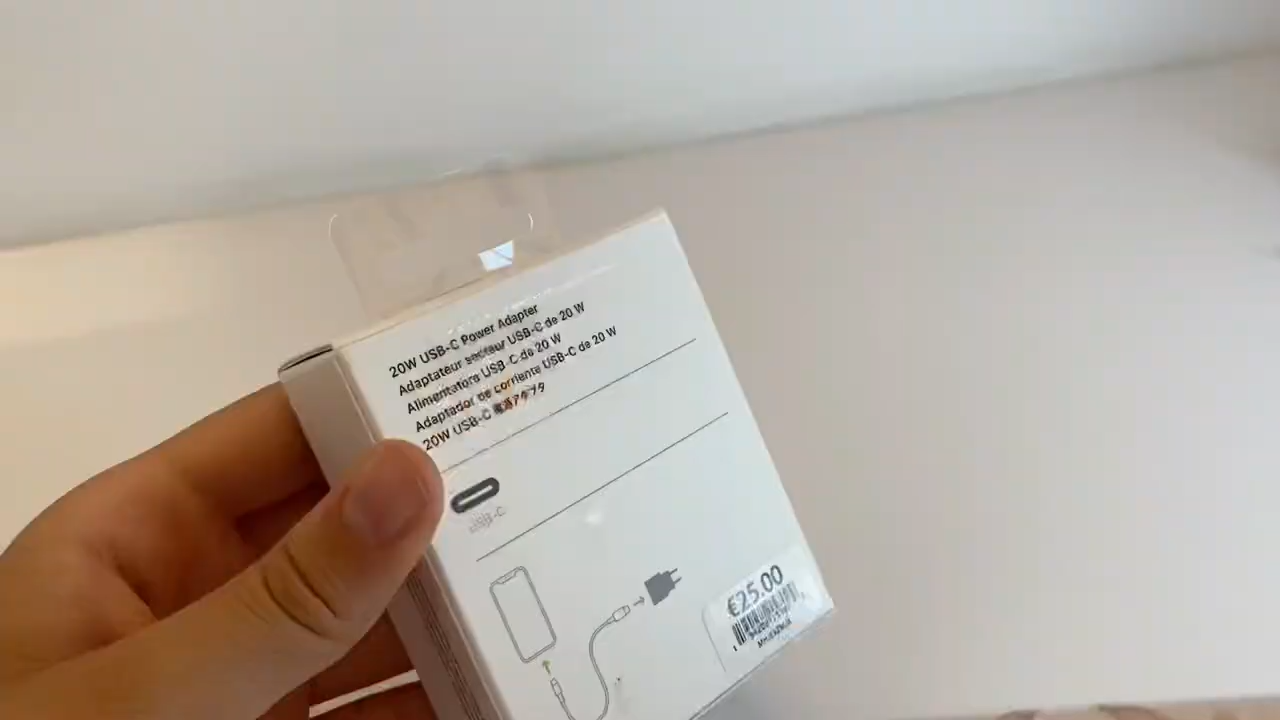 20W USB-C Power Adapter
Adaptateur secteur USB-C de 20 W
Alimentatore USB-C de 20 W
Adaptador de corriente USB-C de 20 W
20W USB-C 電源アダプタ
USB-C
€25.00